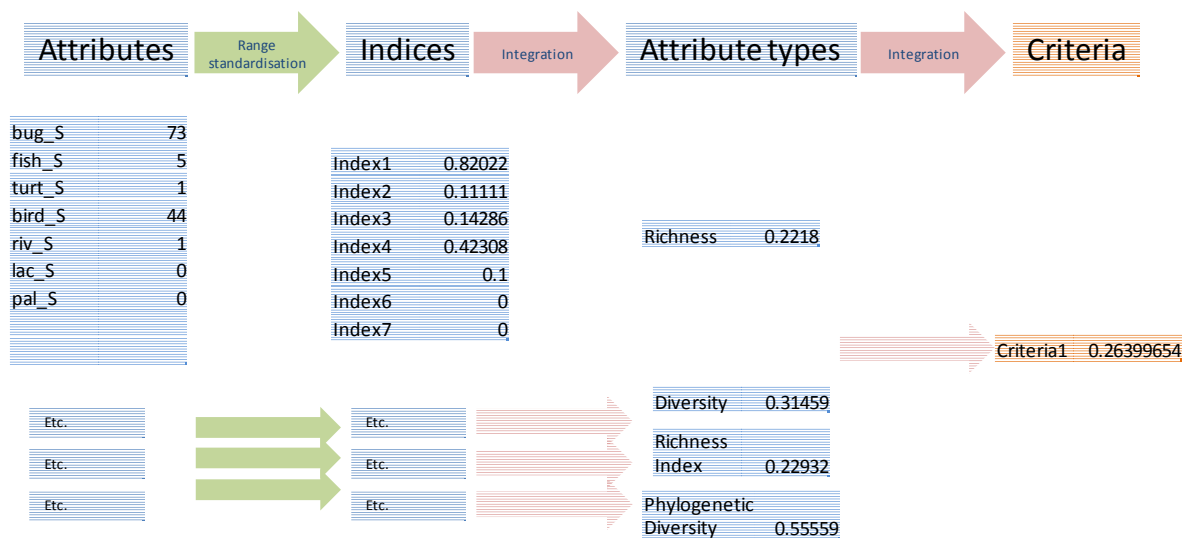 Attributes
Range
standardisation
Indices
Integration
Attribute types
Integration
Criteria
bug_S 73
fish_S 5
turt_S 1
bird_S 44
riv_S 1
lac_S 0
pal_S 0
Index1 0.82022
Index2 0.11111
Index3 0.14286
Index4 0.42308
Index5 0.1
Index6 0
Index7 0
Richness 0.2218
Criteria1 0.26399654
Etc.
Etc.
Diversity 0.31459
Etc.
Etc.
Richness
Index 0.22932
Etc.
Etc.
Phylogenetic
Diversity 0.55559